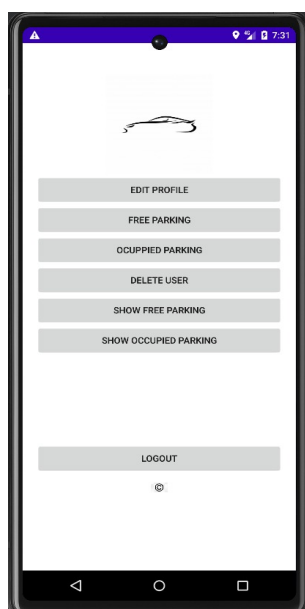 7:31
EDIT PROFILE
FREE PARKING
OCUPPIED PARKING
DELETE USER
SHOW FREE PARKING
SHOW OCCUPIED PARKING
LOGOUT
©